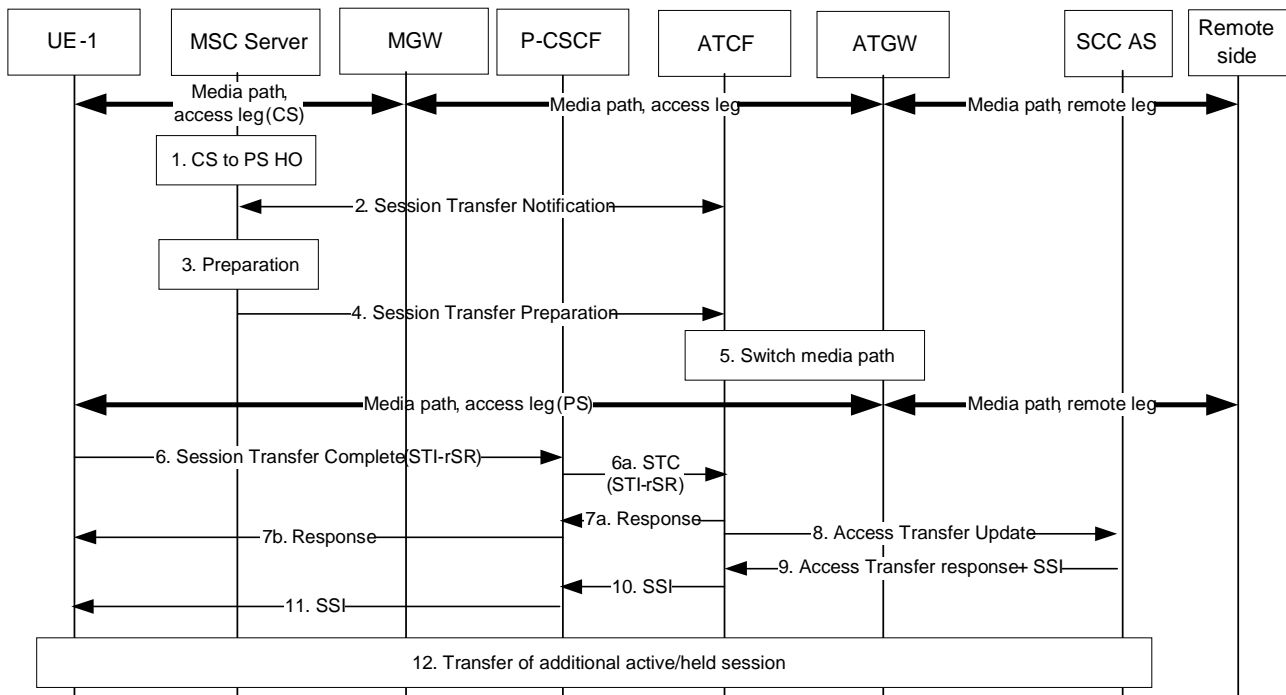 UE-1
MSC Server
MGW
P-CSCF
ATCF
ATGW
SCC AS
Remote
side
Media path,
access leg (CS)
Media path, access leg
Media path, remote leg
1. CS to PS HO
2. Session Transfer Notification
3. Preparation
4. Session Transfer Preparation
5. Switch media path
Media path, access leg (PS)
Media path, remote leg
6. Session Transfer Complete(STI-rSR)
6a. STC
(STI-rSR)
7a. Response
7b. Response
8. Access Transfer Update
9. Access Transfer response+ SSI
10. SSI
11. SSI
12. Transfer of additional active/held session